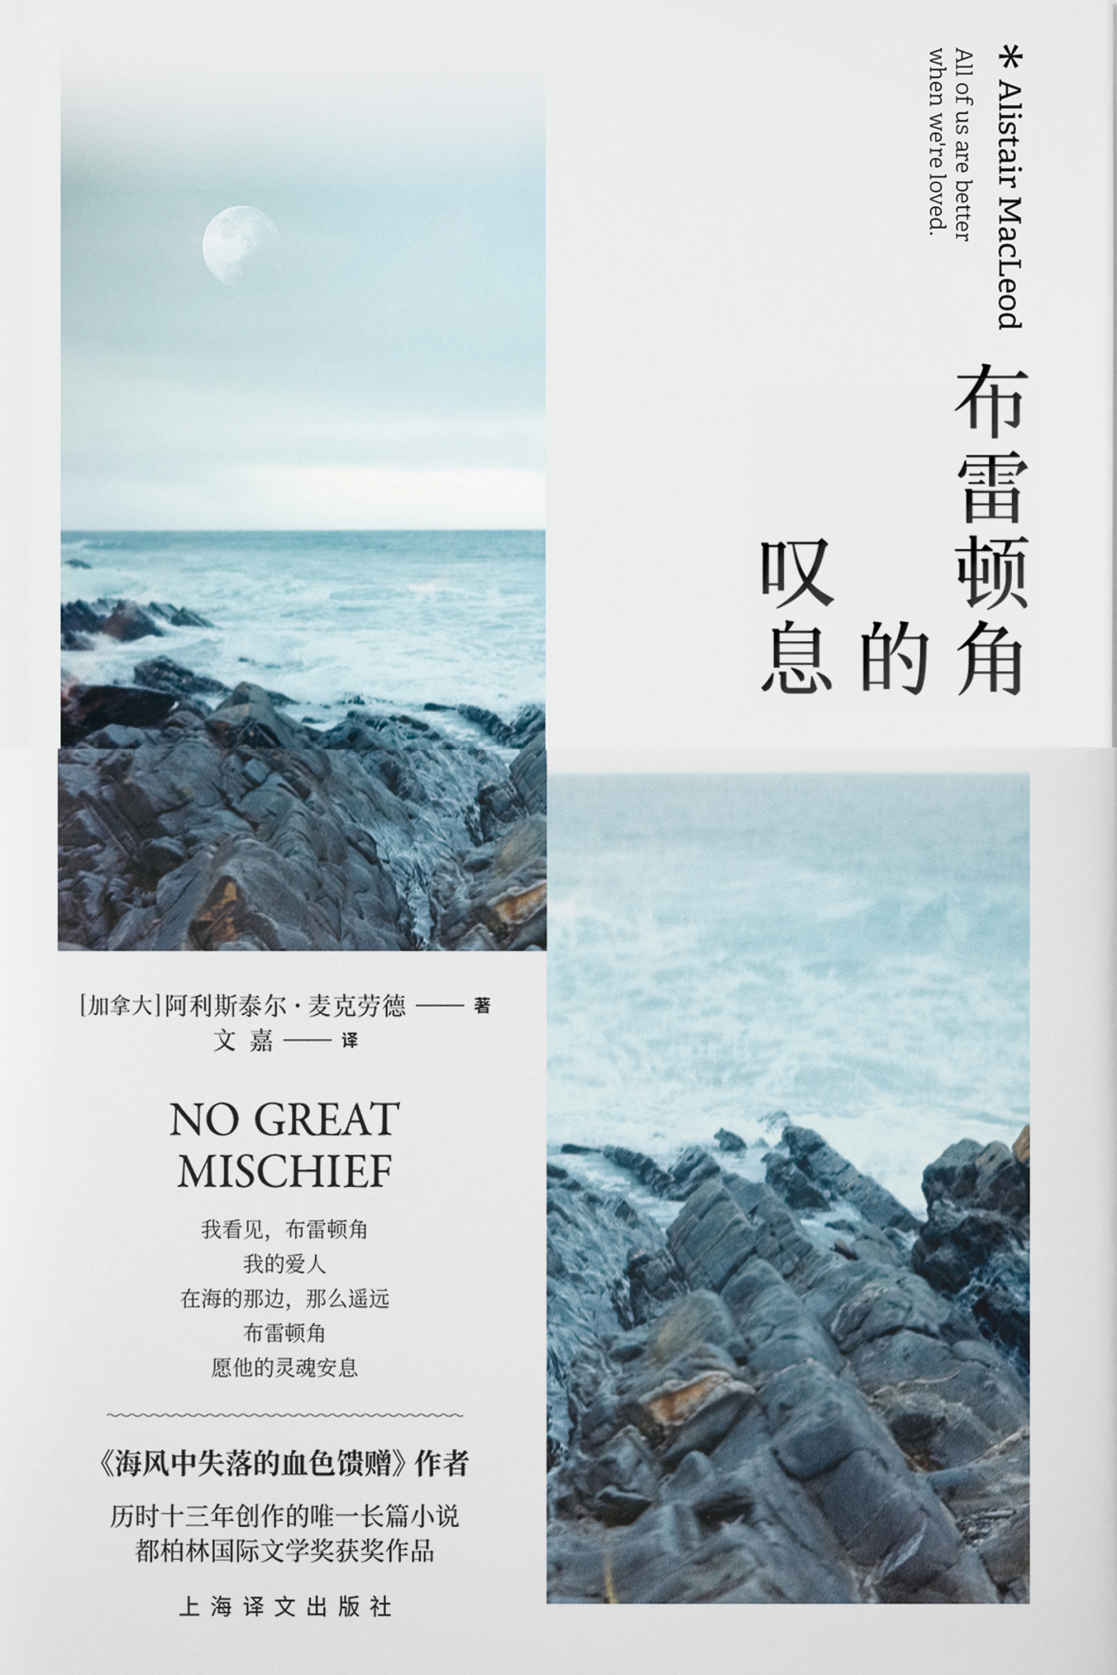 * Alistair MacLeod
All of us are better
when we're loved.
布雷顿角
的
叹息
[加拿大]阿利斯泰尔·麦克劳德 —— 著
文 嘉 —— 译
NO GREAT
MISCHIEF
我看见，布雷顿角
我的爱人
在海的那边，那么遥远
布雷顿角
愿他的灵魂安息
《海风中失落的血色馈赠》作者
历时十三年创作的唯一长篇小说
都柏林国际文学奖获奖作品
上海译文出版社